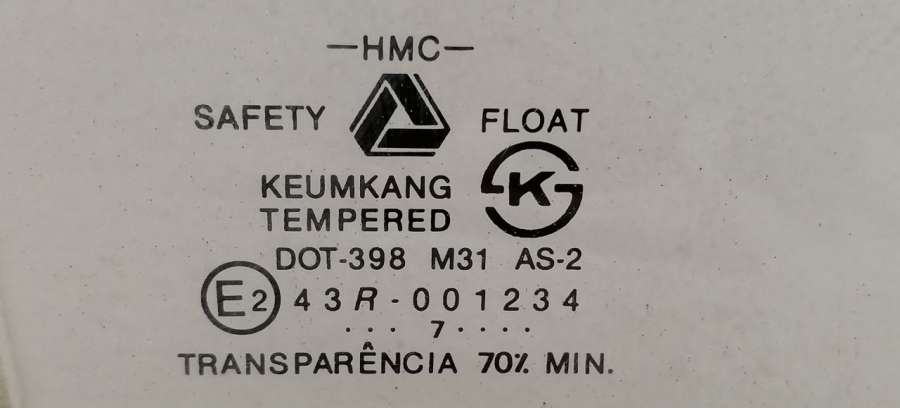 —HMC—
SAFETY FLOAT
KEUMKANG
TEMPERED
K
DOT-398 M31 AS-2
E2 43R-001234
... 7 ....
TRANSPARÊNCIA 70% MIN.